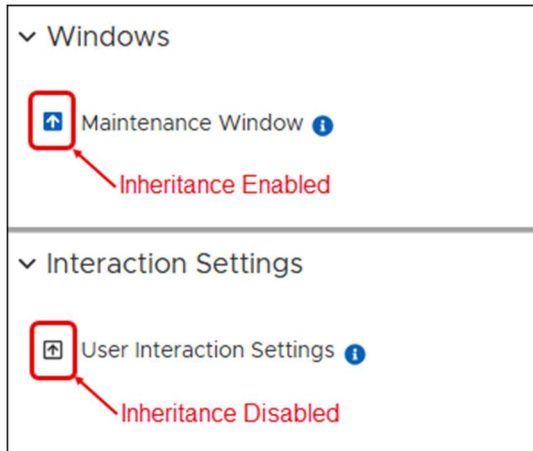 Windows
Maintenance Window
Inheritance Enabled
Interaction Settings
User Interaction Settings
Inheritance Disabled